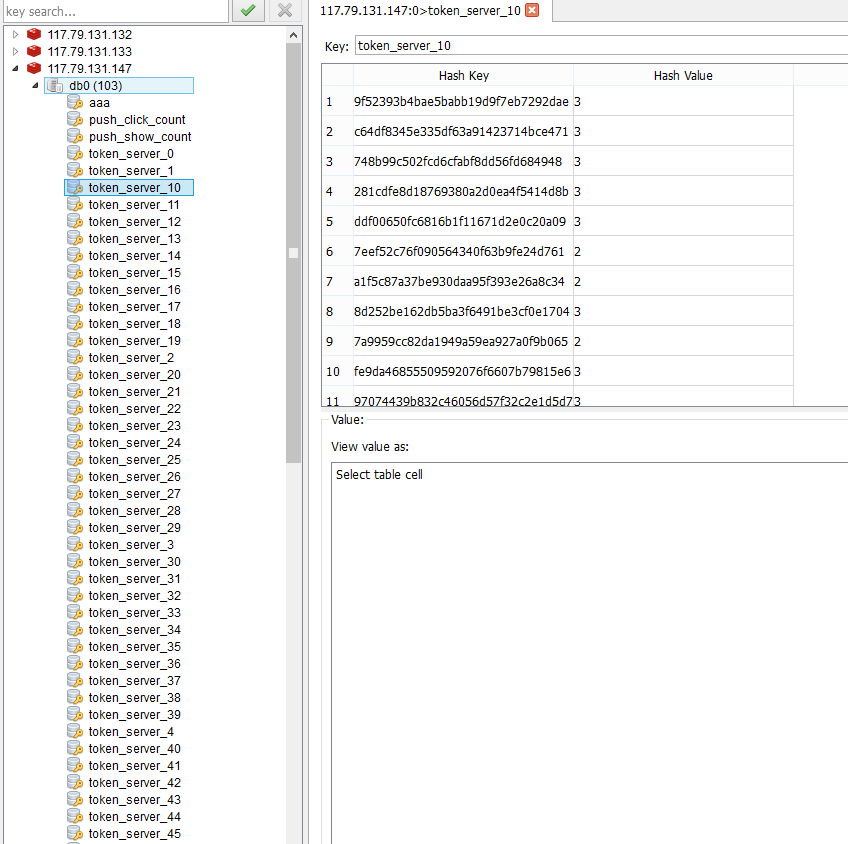 key search...
117.79.131.132
117.79.131.133
117.79.131.147
db0 (103)
aaa
push_click_count
push_show_count
token_server_0
token_server_1
token_server_10
token_server_11
token_server_12
token_server_13
token_server_14
token_server_15
token_server_16
token_server_17
token_server_18
token_server_19
token_server_2
token_server_20
token_server_21
token_server_22
token_server_23
token_server_24
token_server_25
token_server_26
token_server_27
token_server_28
token_server_29
token_server_3
token_server_30
token_server_31
token_server_32
token_server_33
token_server_34
token_server_35
token_server_36
token_server_37
token_server_38
token_server_39
token_server_4
token_server_40
token_server_41
token_server_42
token_server_43
token_server_44
token_server_45
117.79.131.147:0>token_server_10
Key: token_server_10
Hash Key Hash Value
1 9f52393b4bae5babb19d9f7eb7292dae 3
2 c64df8345e335df63a91423714bce471 3
3 748b99c502fcd6cfabf8dd56fd684948 3
4 281cdfe8d18769380a2d0ea4f5414d8b 3
5 ddf00650fc6816b1f11671d2e0c20a09 3
6 7eef52c76f090564340f63b9fe24d761 2
7 a1f5c87a37be930daa95f393e26a8c34 2
8 8d252be162db5ba3f6491be3cf0e1704 3
9 7a9959cc82da1949a59ea927a0f9b065 2
10 fe9da46855509592076f6607b79815e6 3
11 97074439b832c46056d57f32c2e1d5d7 3
Value:
View value as:
Select table cell